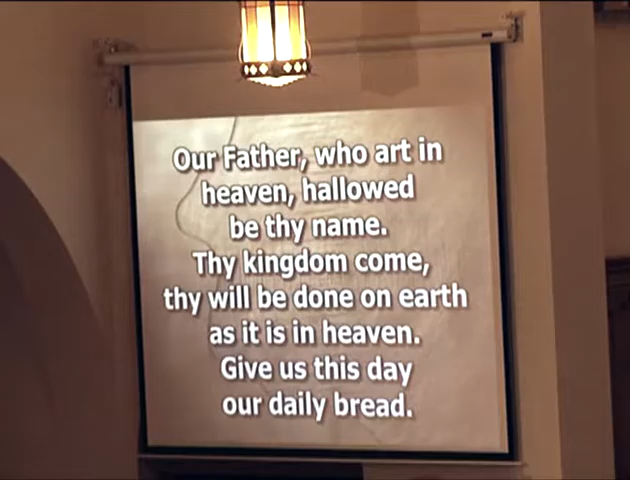 Our Father, who art in
heaven, hallowed
be thy name.
Thy kingdom come,
thy will be done on earth
as it is in heaven.
Give us this day
our daily bread.